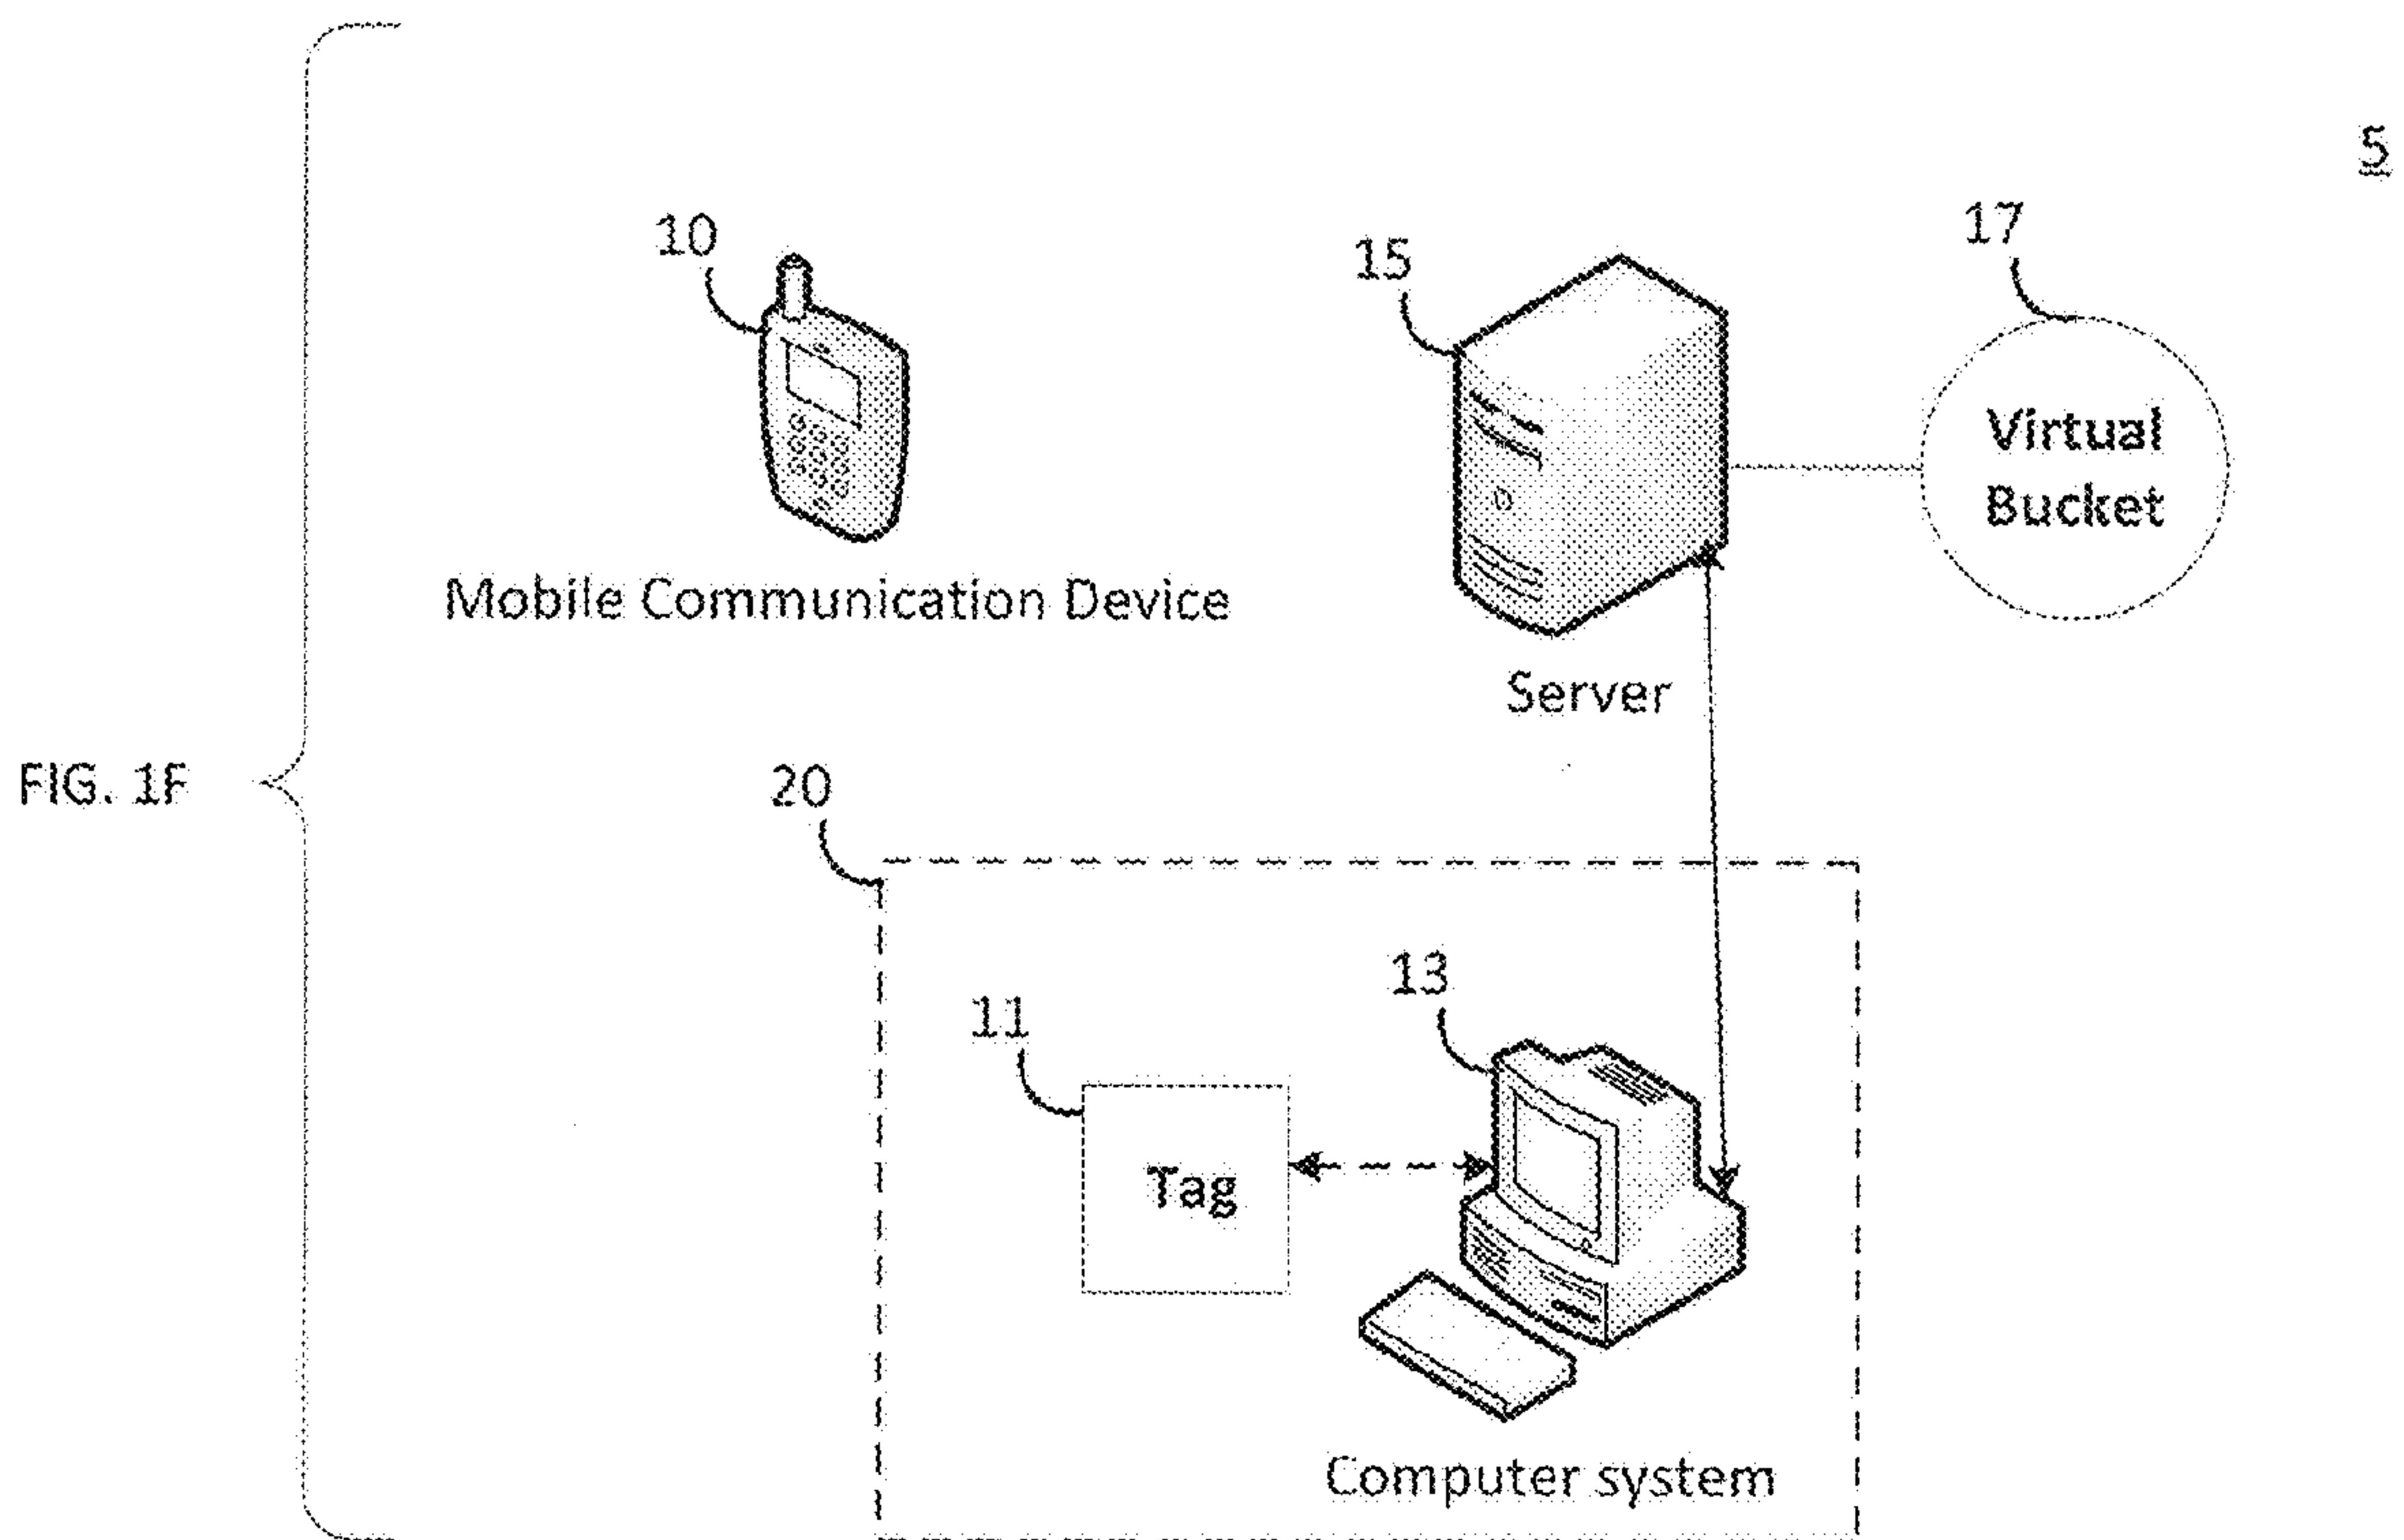 5
10
15
17
Virtual
Bucket
Mobile Communication Device
Server
FIG. 1F
20
13
11
Tag
Computer system